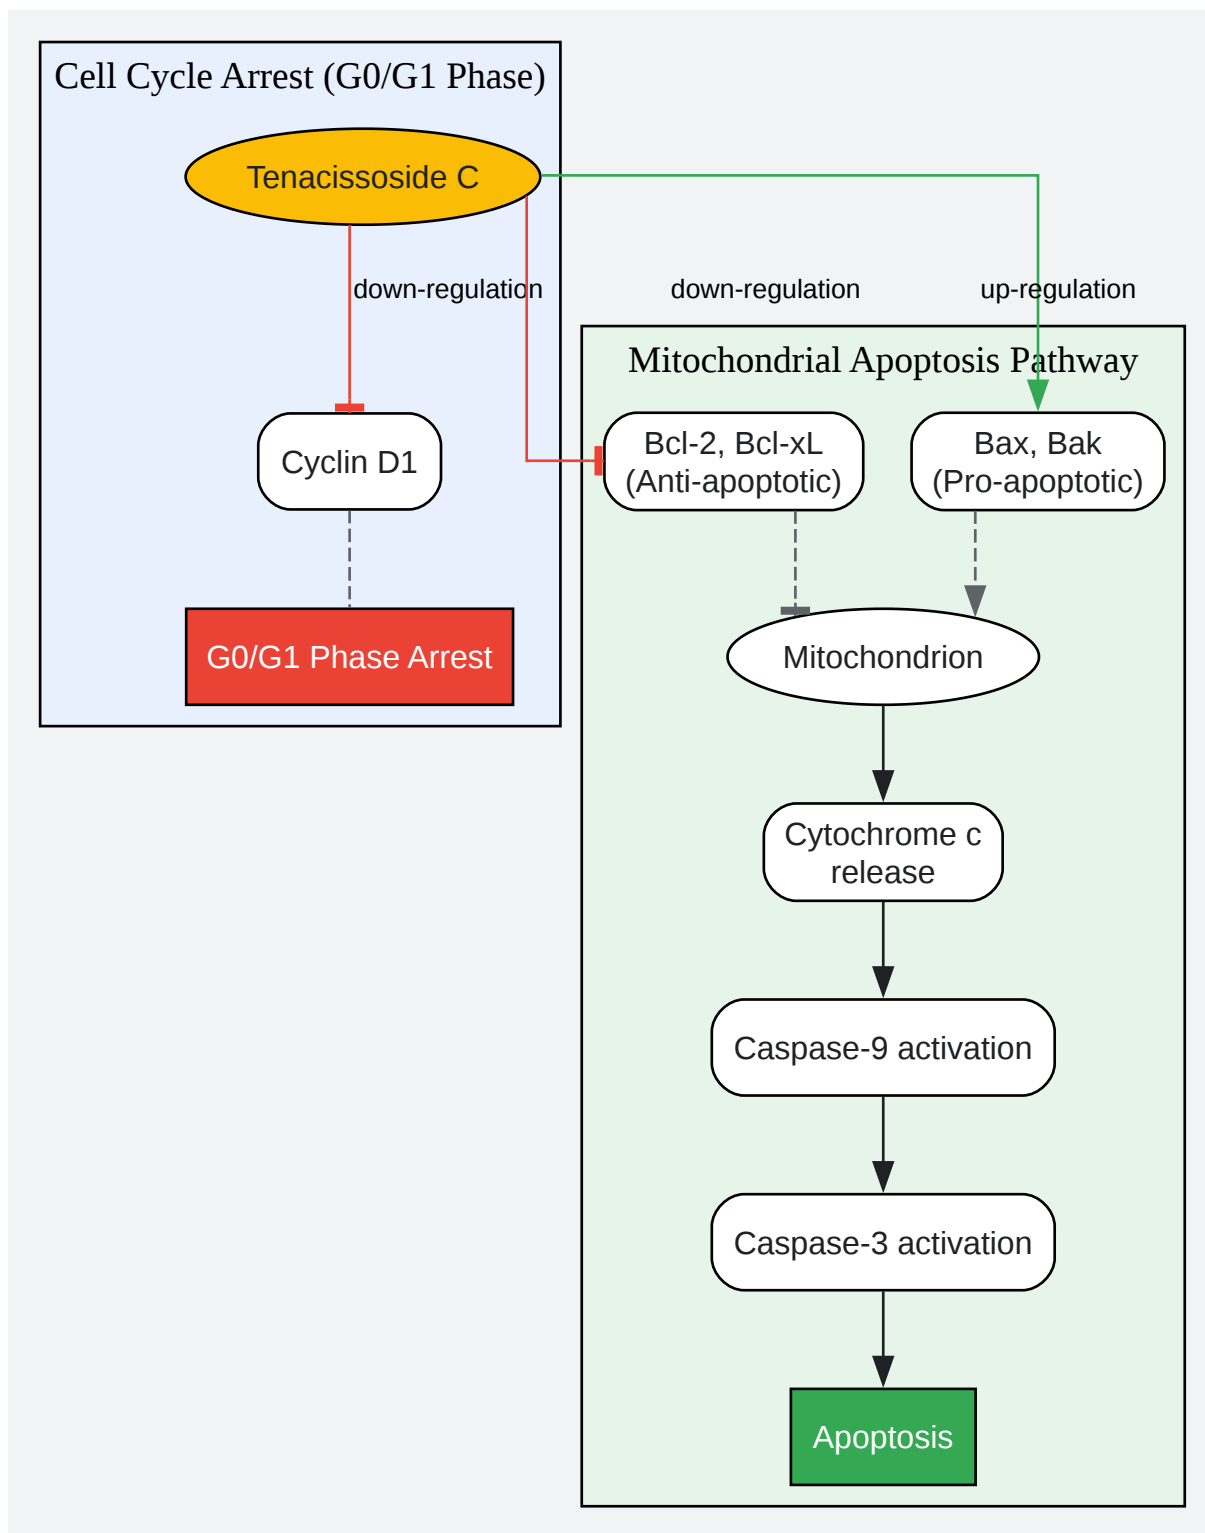 Cell Cycle Arrest (G0/G1 Phase)
Tenacissoside C
down-regulation
down-regulation
up-regulation
Mitochondrial Apoptosis Pathway
Cyclin D1
Bcl-2, Bcl-xL
(Anti-apoptotic)
Bax, Bak
(Pro-apoptotic)
G0/G1 Phase Arrest
Mitochondrion
Cytochrome c
release
Caspase-9 activation
Caspase-3 activation
Apoptosis